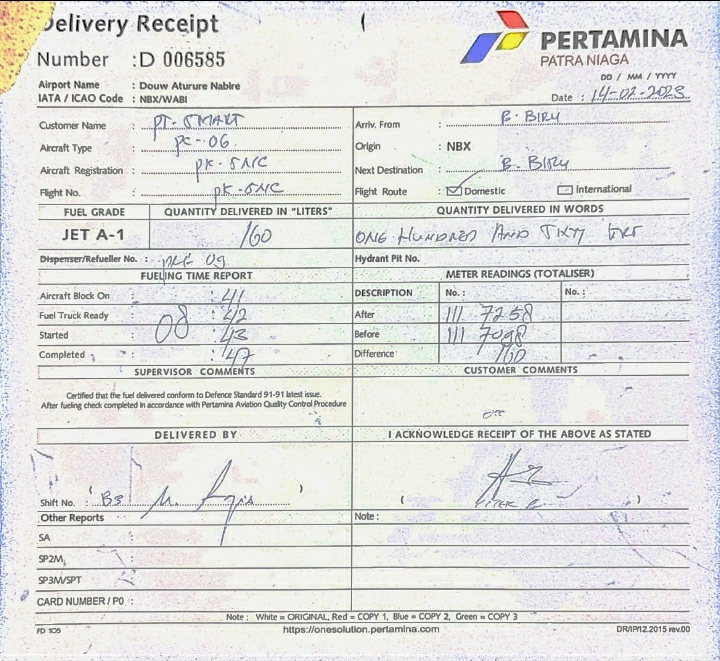 Delivery Receipt
Number : D 006585
PERTAMINA
PATRA NIAGA
Airport Name : Douw Aturure Nabire
IATA / ICAO Code : NBX/WABI
DD / MM / YYYY
Date : 14-02-2023
Customer Name : PT. SMART
Arriv. From : B. BIRU
Aircraft Type : PC-06
Origin : NBX
Aircraft Registration : PK-SNC
Next Destination : B. BIRU
Flight No. : PK-SNC
Flight Route : Domestic International
FUEL GRADE QUANTITY DELIVERED IN "LITERS" QUANTITY DELIVERED IN WORDS
JET A-1 160 ONE HUNDRED AND SIXTY LRT
Dispenser/Refueller No. : 09 Hydrant Pit No.
FUELING TIME REPORT METER READINGS (TOTALISER)
Aircraft Block On : 41
DESCRIPTION No. : No. :
Fuel Truck Ready 08 : 42
After 111 7258
Started : 43
Before 111 7098
Completed : 47
Difference 160
SUPERVISOR COMMENTS CUSTOMER COMMENTS
Certified that the fuel delivered conform to Defence Standard 91-91 latest issue.
After fueling check completed in accordance with Pertamina Aviation Quality Control Procedure
DELIVERED BY I ACKNOWLEDGE RECEIPT OF THE ABOVE AS STATED
Shift No. : ( B3 ) ( )
Other Reports Note :
SA :
SP2M :
SP3M/SPT
CARD NUMBER / PO :
Note : White = ORIGINAL, Red = COPY 1, Blue = COPY 2, Green = COPY 3
FD 105 https://onesolution.pertamina.com DR/IP/12.2015 rev.00